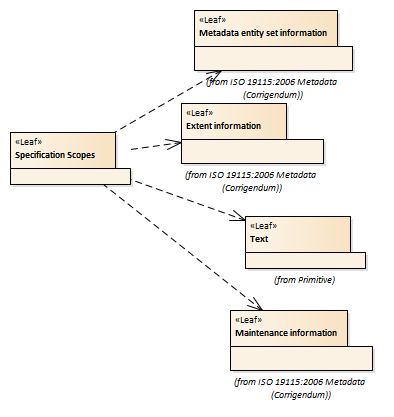 «Leaf»
Metadata entity set information
(from ISO 19115:2006 Metadata
(Corrigendum))
«Leaf»
Extent information
(from ISO 19115:2006 Metadata
(Corrigendum))
«Leaf»
Specification Scopes
«Leaf»
Text
(from Primitive)
«Leaf»
Maintenance information
(from ISO 19115:2006 Metadata
(Corrigendum))